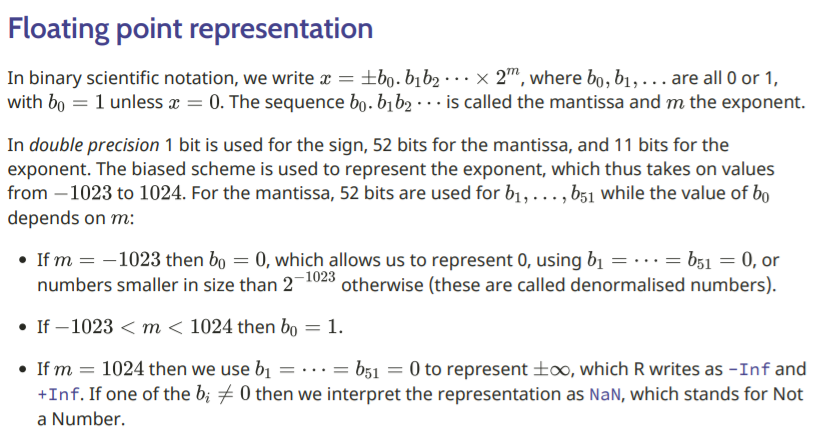 Floating point representation
In binary scientific notation, we write x = ±b₀. b₁b₂ ⋯ × 2ᵐ, where b₀, b₁, … are all 0 or 1,
with b₀ = 1 unless x = 0. The sequence b₀. b₁b₂ ⋯ is called the mantissa and m the exponent.
In double precision 1 bit is used for the sign, 52 bits for the mantissa, and 11 bits for the
exponent. The biased scheme is used to represent the exponent, which thus takes on values
from −1023 to 1024. For the mantissa, 52 bits are used for b₁, … , b₅₁ while the value of b₀
depends on m:
• If m = −1023 then b₀ = 0, which allows us to represent 0, using b₁ = ⋯ = b₅₁ = 0, or
numbers smaller in size than 2⁻¹⁰²³ otherwise (these are called denormalised numbers).
• If −1023 < m < 1024 then b₀ = 1.
• If m = 1024 then we use b₁ = ⋯ = b₅₁ = 0 to represent ±∞, which R writes as -Inf and
+Inf. If one of the bᵢ ≠ 0 then we interpret the representation as NaN, which stands for Not
a Number.